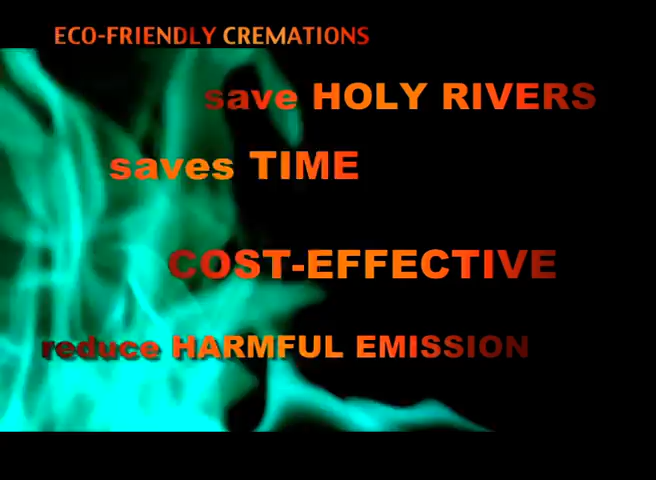 ECO-FRIENDLY CREMATIONS
save HOLY RIVERS
saves TIME
COST-EFFECTIVE
reduce HARMFUL EMISSION